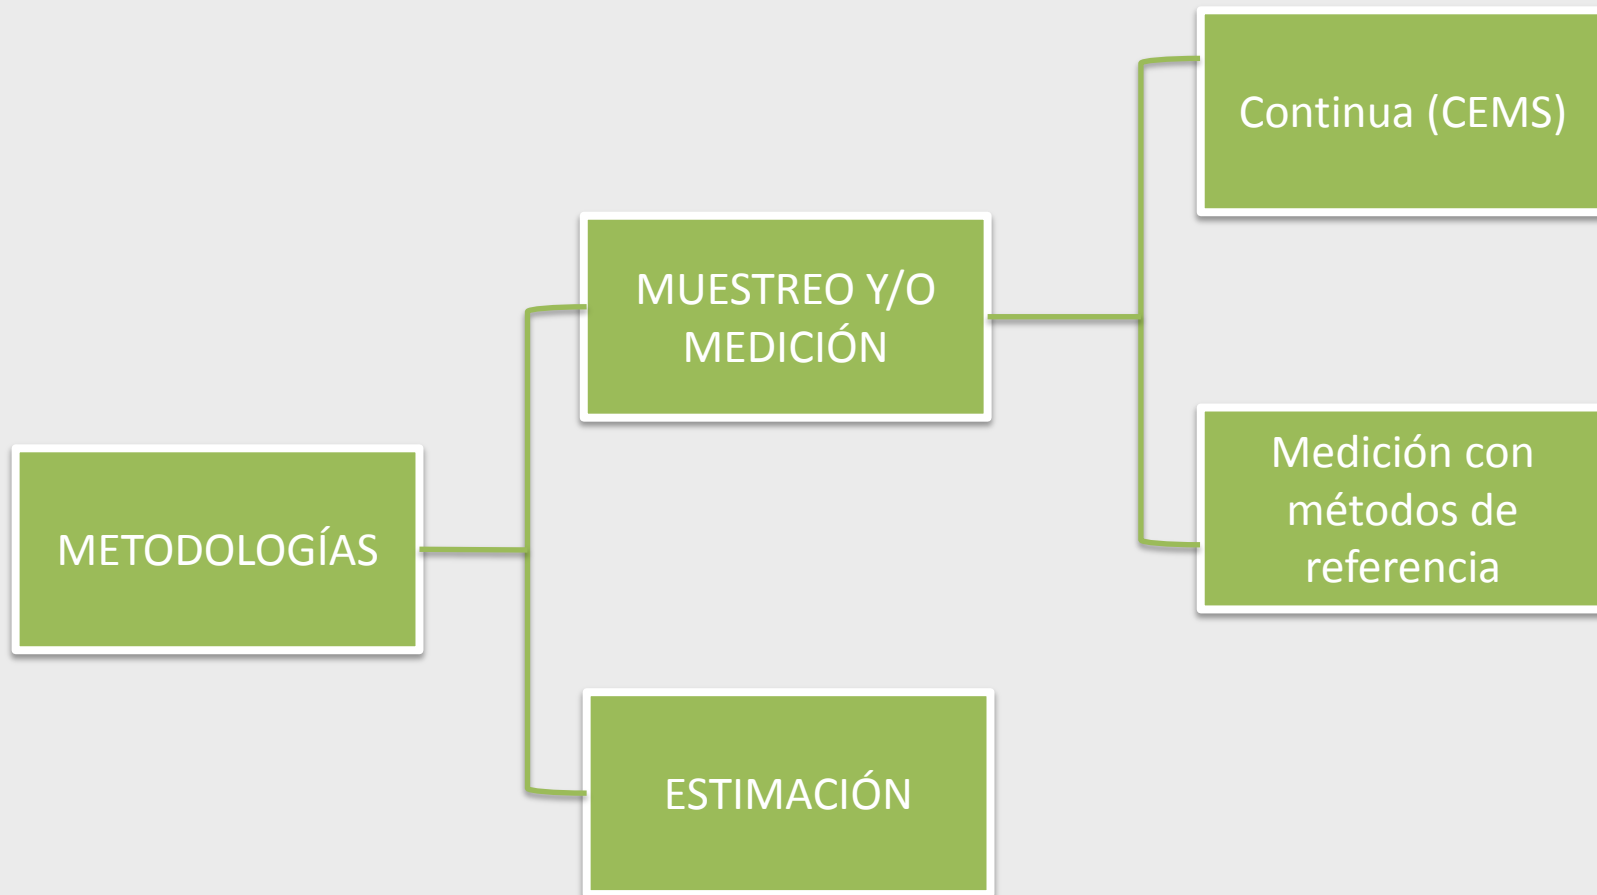 METODOLOGÍAS
MUESTREO Y/O
MEDICIÓN
ESTIMACIÓN
Continua (CEMS)
Medición con
métodos de
referencia